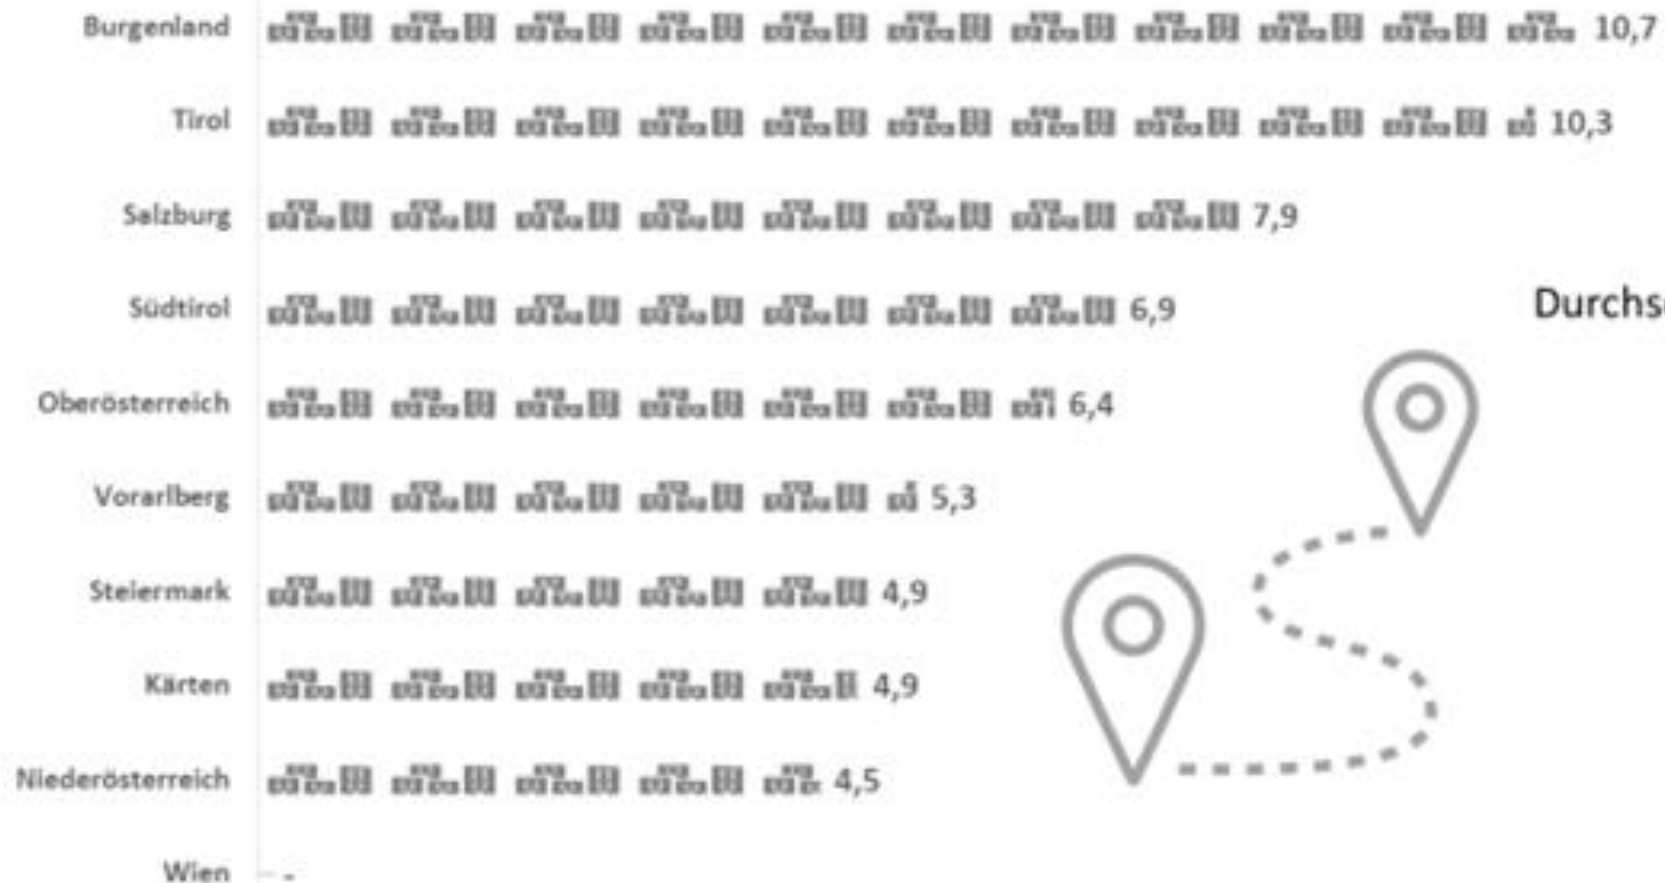 Burgenland 10,7
Tirol 10,3
Salzburg 7,9
Südtirol 6,9
Durchs
Oberösterreich 6,4
Vorarlberg 5,3
Steiermark 4,9
Kärten 4,9
Niederösterreich 4,5
Wien -